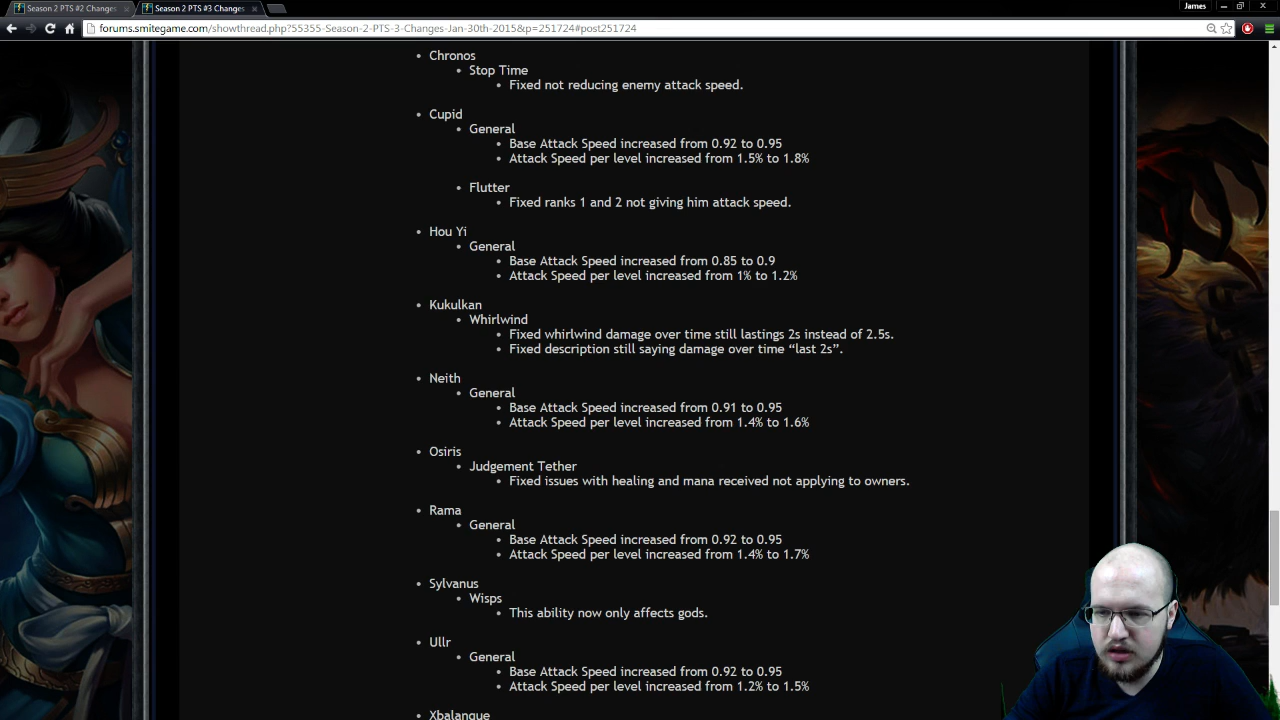 Season 2 PTS #2 Changes
Season 2 PTS #3 Changes
James
forums.smitegame.com/showthread.php?55355-Season-2-PTS-3-Changes-Jan-30th-2015&p=251724#post251724
• Chronos
• Stop Time
• Fixed not reducing enemy attack speed.
• Cupid
• General
• Base Attack Speed increased from 0.92 to 0.95
• Attack Speed per level increased from 1.5% to 1.8%
• Flutter
• Fixed ranks 1 and 2 not giving him attack speed.
• Hou Yi
• General
• Base Attack Speed increased from 0.85 to 0.9
• Attack Speed per level increased from 1% to 1.2%
• Kukulkan
• Whirlwind
• Fixed whirlwind damage over time still lastings 2s instead of 2.5s.
• Fixed description still saying damage over time “last 2s”.
• Neith
• General
• Base Attack Speed increased from 0.91 to 0.95
• Attack Speed per level increased from 1.4% to 1.6%
• Osiris
• Judgement Tether
• Fixed issues with healing and mana received not applying to owners.
• Rama
• General
• Base Attack Speed increased from 0.92 to 0.95
• Attack Speed per level increased from 1.4% to 1.7%
• Sylvanus
• Wisps
• This ability now only affects gods.
• Ullr
• General
• Base Attack Speed increased from 0.92 to 0.95
• Attack Speed per level increased from 1.2% to 1.5%
• Xbalanque